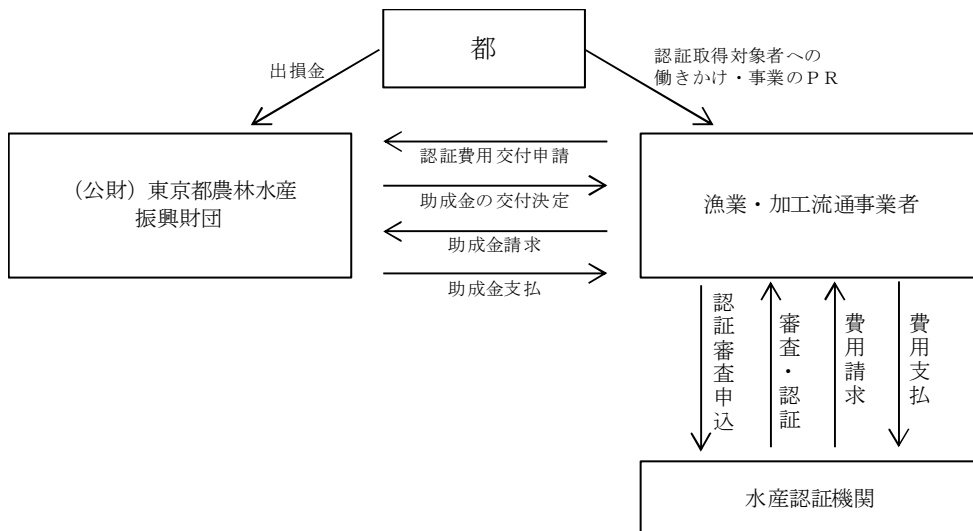 都
出捐金
認証取得対象者への
働きかけ・事業のＰＲ
（公財）東京都農林水産
振興財団
認証費用交付申請
助成金の交付決定
助成金請求
助成金支払
漁業・加工流通事業者
認証審査申込
審査・認証
費用請求
費用支払
水産認証機関